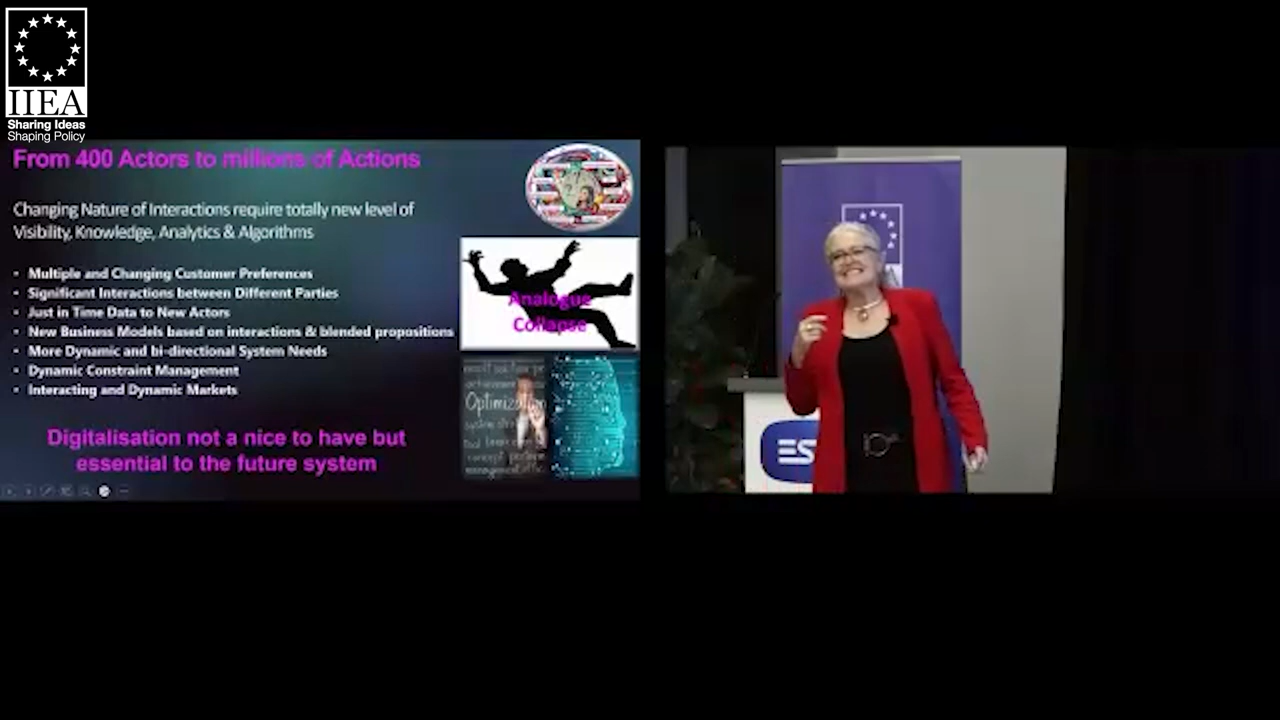 IIEA
Sharing Ideas
Shaping Policy
From 400 Actors to millions of Actions
Changing Nature of Interactions require totally new level of
Visibility, Knowledge, Analytics & Algorithms
• Multiple and Changing Customer Preferences
• Significant Interactions between Different Parties
• Just in Time Data to New Actors
• New Business Models based on interactions & blended propositions
• More Dynamic and bi-directional System Needs
• Dynamic Constraint Management
• Interacting and Dynamic Markets
Digitalisation not a nice to have but
essential to the future system
Analogue
Collapse
Optimiz
ES